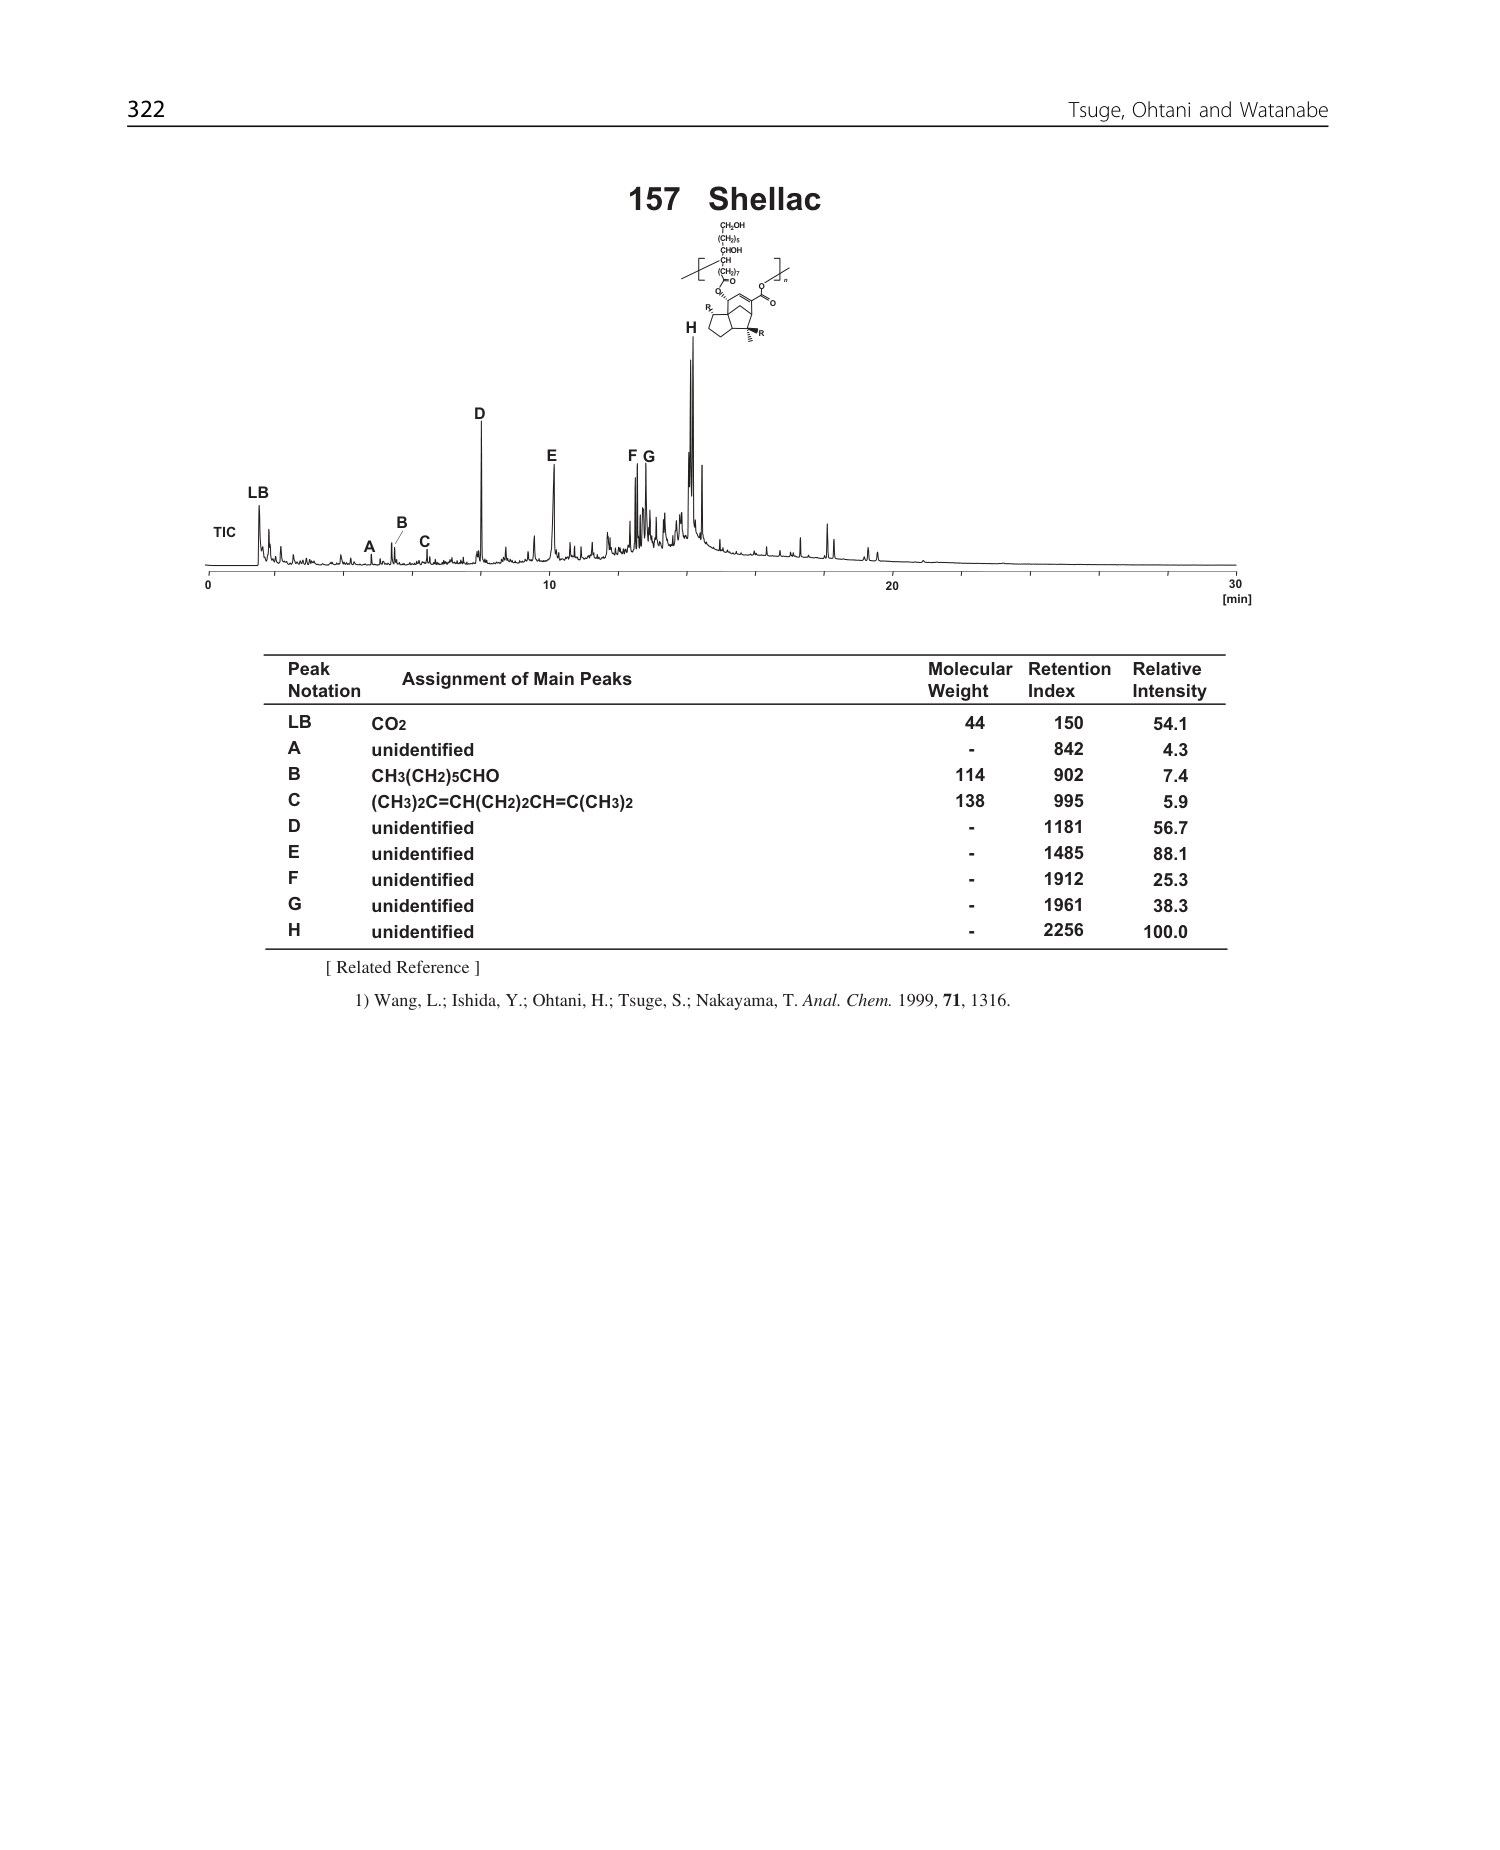 322 Tsuge, Ohtani and Watanabe
157 Shellac
CH2OH
(CH2)5
CHOH
CH
(CH2)7
n
O
O
O
O
R
R
H
D
E
F G
LB
B
TIC
A
C
0 10 20 30
[min]
Peak Notation Assignment of Main Peaks Molecular Weight Retention Index Relative Intensity
LB CO2 44 150 54.1
A unidentified - 842 4.3
B CH3(CH2)5CHO 114 902 7.4
C (CH3)2C=CH(CH2)2CH=C(CH3)2 138 995 5.9
D unidentified - 1181 56.7
E unidentified - 1485 88.1
F unidentified - 1912 25.3
G unidentified - 1961 38.3
H unidentified - 2256 100.0
[ Related Reference ]
1) Wang, L.; Ishida, Y.; Ohtani, H.; Tsuge, S.; Nakayama, T. Anal. Chem. 1999, 71, 1316.